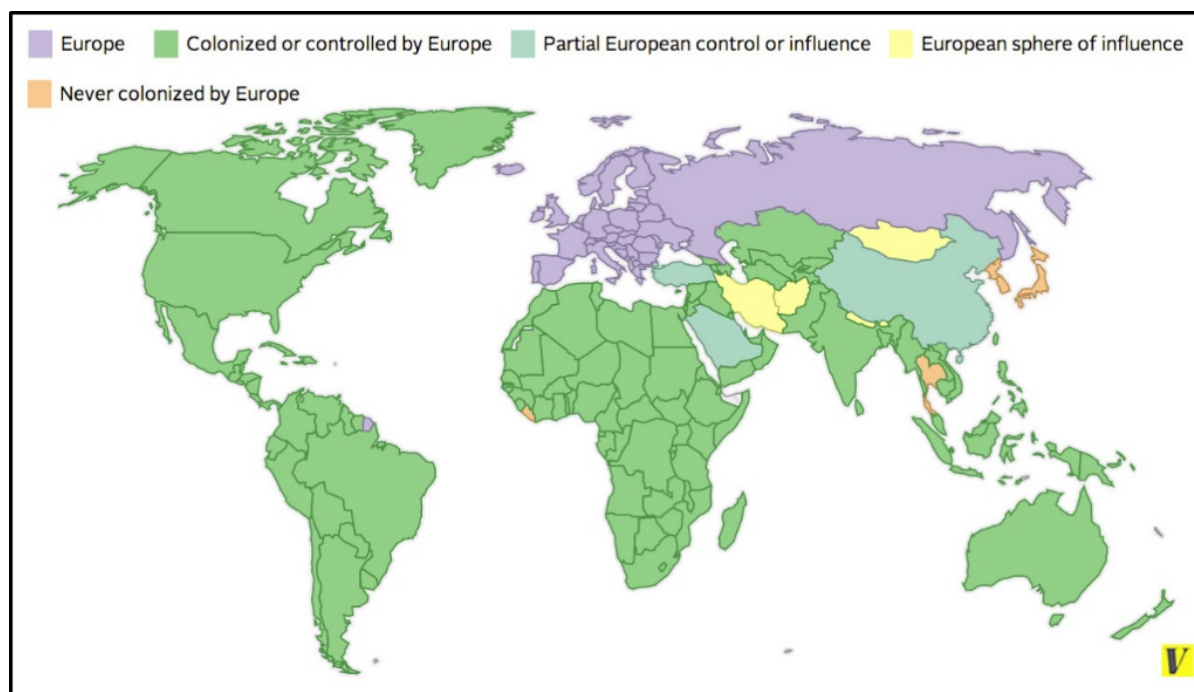 Europe Colonized or controlled by Europe Partial European control or influence European sphere of influence
Never colonized by Europe
V